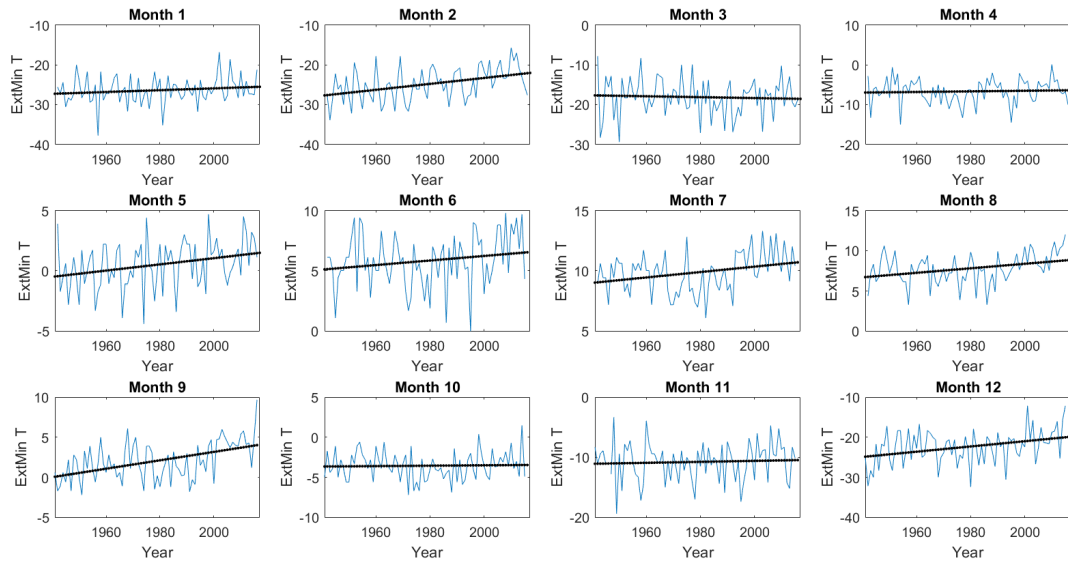 Month 1
Month 2
Month 3
Month 4
-10
-20
-30
-40
ExtMin T
1960
1980
2000
Year
-10
-20
-30
-40
ExtMin T
1960
1980
2000
Year
0
-10
-20
-30
ExtMin T
1960
1980
2000
Year
10
0
-10
-20
ExtMin T
1960
1980
2000
Year
Month 5
Month 6
Month 7
Month 8
5
0
-5
ExtMin T
1960
1980
2000
Year
10
5
0
ExtMin T
1960
1980
2000
Year
15
10
5
ExtMin T
1960
1980
2000
Year
15
10
5
0
ExtMin T
1960
1980
2000
Year
Month 9
Month 10
Month 11
Month 12
10
5
0
-5
ExtMin T
1960
1980
2000
Year
5
0
-5
-10
ExtMin T
1960
1980
2000
Year
0
-10
-20
ExtMin T
1960
1980
2000
Year
-10
-20
-30
-40
ExtMin T
1960
1980
2000
Year